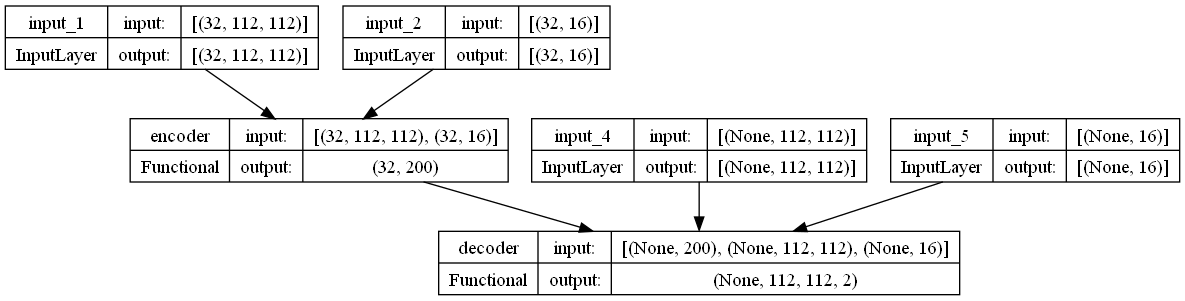 input_1 input: [(32, 112, 112)]
InputLayer output: [(32, 112, 112)]
input_2 input: [(32, 16)]
InputLayer output: [(32, 16)]
encoder input: [(32, 112, 112), (32, 16)]
Functional output: (32, 200)
input_4 input: [(None, 112, 112)]
InputLayer output: [(None, 112, 112)]
input_5 input: [(None, 16)]
InputLayer output: [(None, 16)]
decoder input: [(None, 200), (None, 112, 112), (None, 16)]
Functional output: (None, 112, 112, 2)